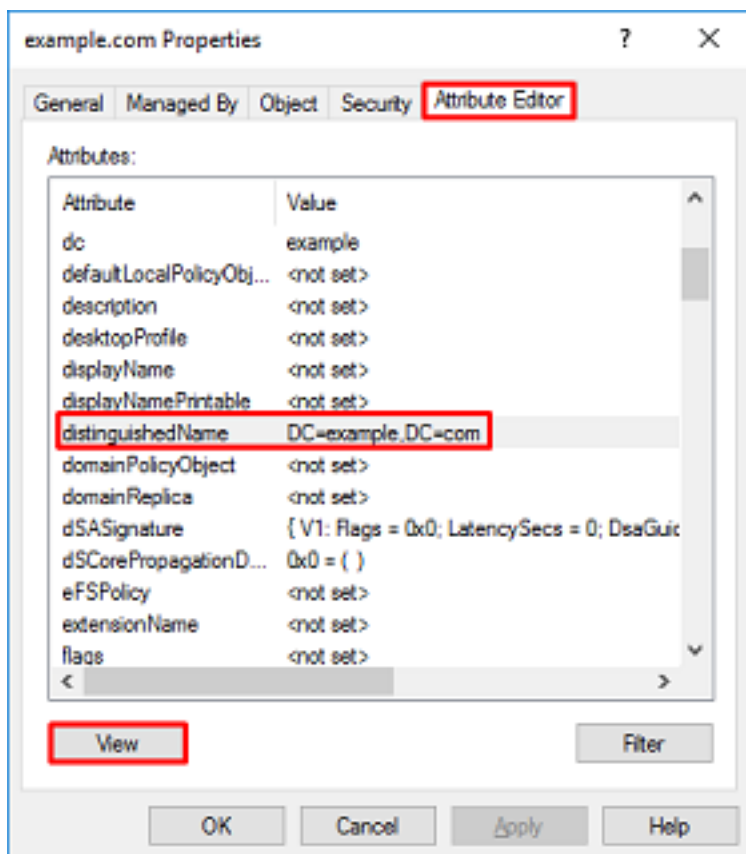 example.com Properties ? ×
General Managed By Object Security Attribute Editor
Attributes:
Attribute Value
dc example
defaultLocalPolicyObj... <not set>
description <not set>
desktopProfile <not set>
displayName <not set>
displayNamePrintable <not set>
distinguishedName DC=example,DC=com
domainPolicyObject <not set>
domainReplica <not set>
dSASignature { V1: Flags = 0x0; LatencySecs = 0; DsaGuid
dSCorePropagationD... 0x0 = ( )
eFSPolicy <not set>
extensionName <not set>
flags <not set>
View Filter
OK Cancel Apply Help